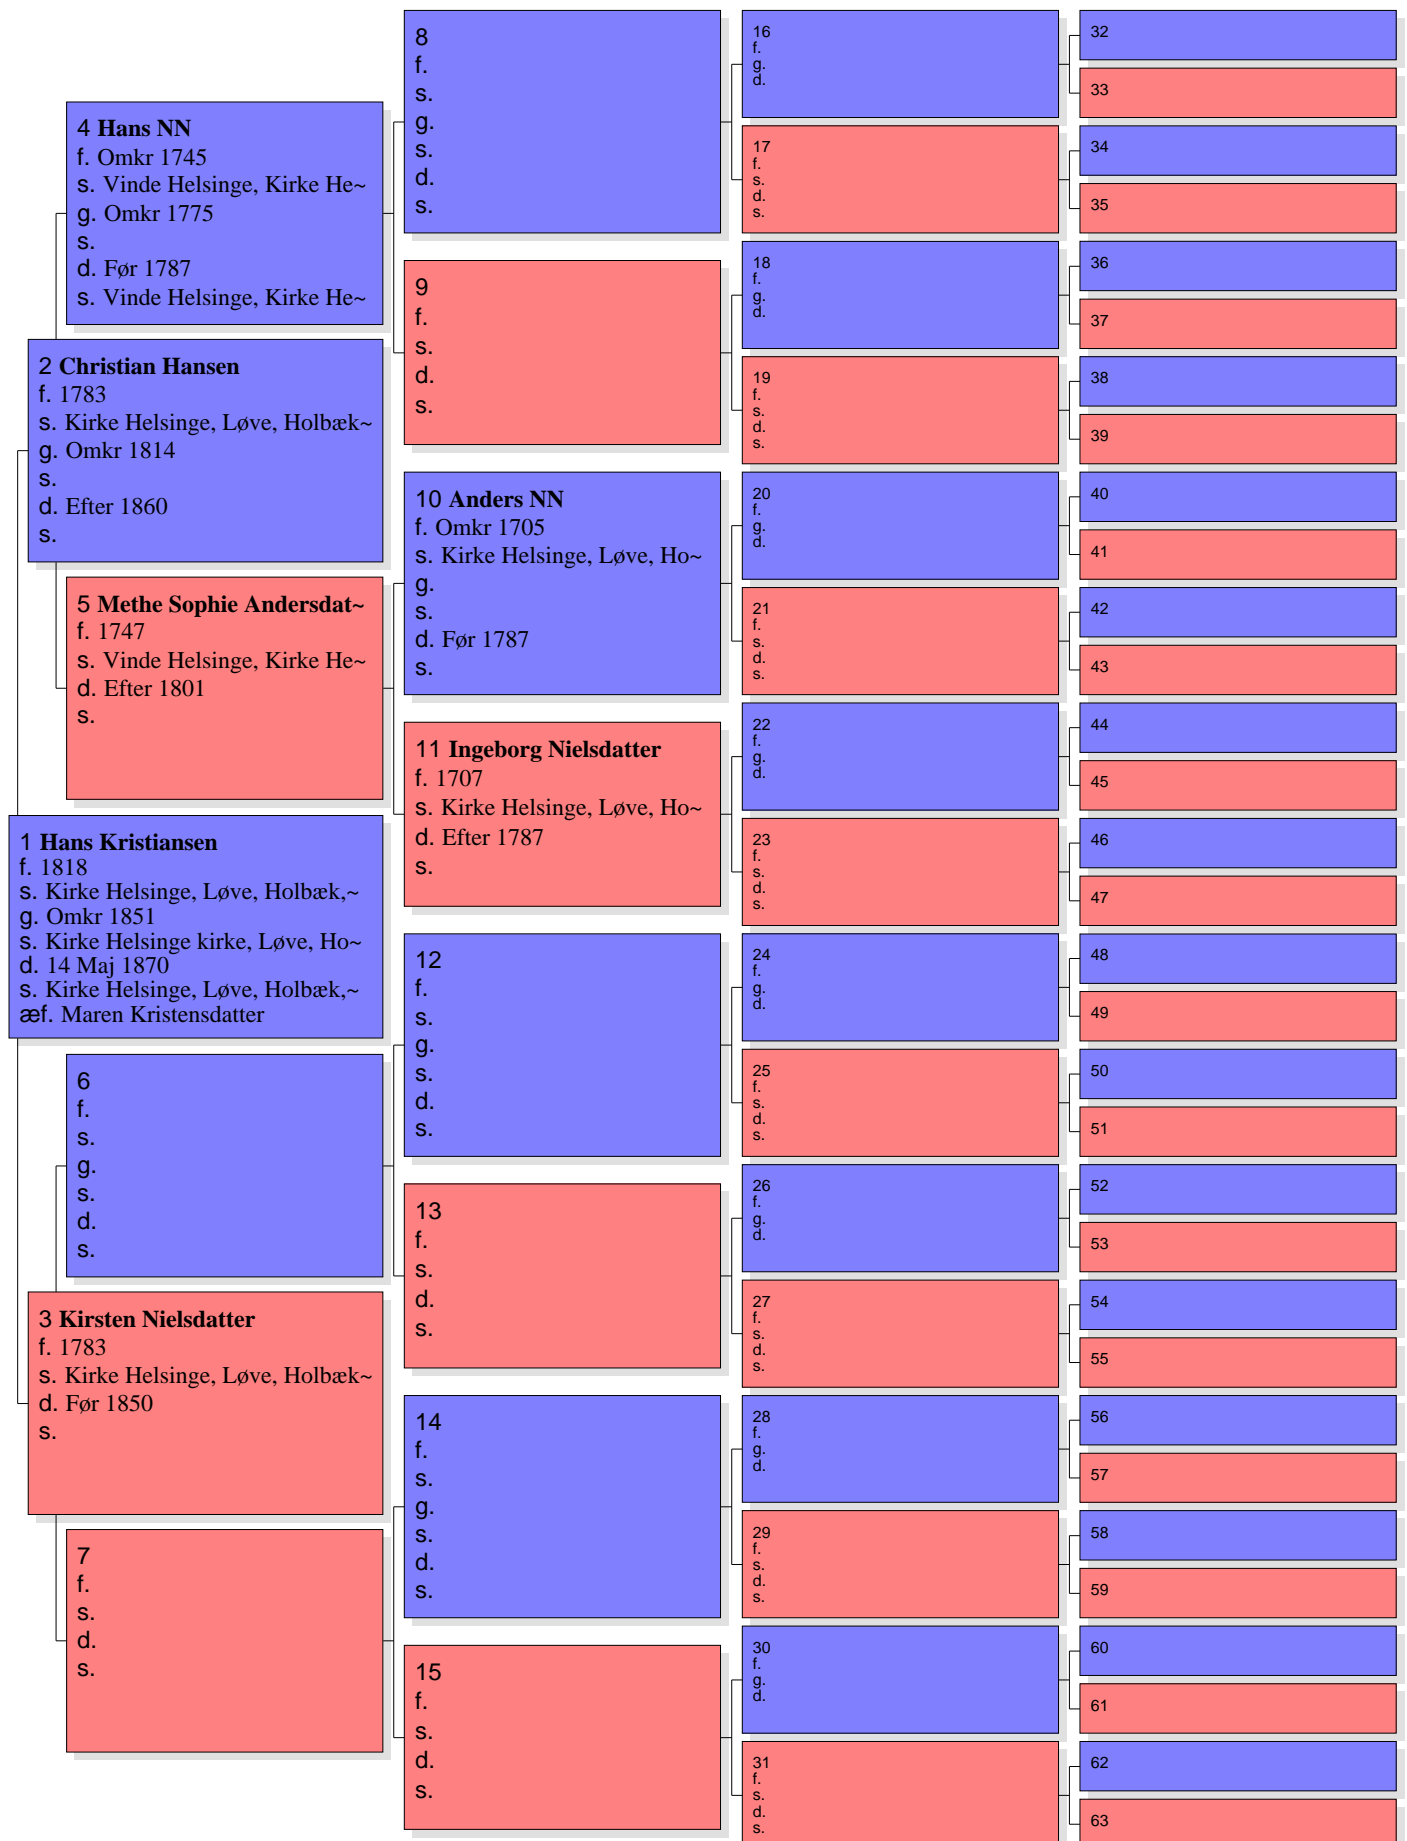 4 Hans NN
f. Omkr 1745
s. Vinde Helsinge, Kirke He~
g. Omkr 1775
s.
d. Før 1787
s. Vinde Helsinge, Kirke He~
2 Christian Hansen
f. 1783
s. Kirke Helsinge, Løve, Holbæk~
g. Omkr 1814
s.
d. Efter 1860
s.
5 Methe Sophie Andersdat~
f. 1747
s. Vinde Helsinge, Kirke He~
d. Efter 1801
s.
1 Hans Kristiansen
f. 1818
s. Kirke Helsinge, Løve, Holbæk,~
g. Omkr 1851
s. Kirke Helsinge kirke, Løve, Ho~
d. 14 Maj 1870
s. Kirke Helsinge, Løve, Holbæk,~
æf. Maren Kristensdatter
6
f.
s.
g.
s.
d.
s.
3 Kirsten Nielsdatter
f. 1783
s. Kirke Helsinge, Løve, Holbæk~
d. Før 1850
s.
7
f.
s.
d.
s.
8
f.
s.
g.
s.
d.
s.
9
f.
s.
d.
s.
10 Anders NN
f. Omkr 1705
s. Kirke Helsinge, Løve, Ho~
g.
s.
d. Før 1787
s.
11 Ingeborg Nielsdatter
f. 1707
s. Kirke Helsinge, Løve, Ho~
d. Efter 1787
s.
12
f.
s.
g.
s.
d.
s.
13
f.
s.
d.
s.
14
f.
s.
g.
s.
d.
s.
15
f.
s.
d.
s.
16
f.
g.
d.
17
f.
s.
d.
s.
18
f.
g.
d.
19
f.
s.
d.
s.
20
f.
g.
d.
21
f.
s.
d.
s.
22
f.
g.
d.
23
f.
s.
d.
s.
24
f.
g.
d.
25
f.
s.
d.
s.
26
f.
g.
d.
27
f.
s.
d.
s.
28
f.
g.
d.
29
f.
s.
d.
s.
30
f.
g.
d.
31
f.
s.
d.
s.
32
33
34
35
36
37
38
39
40
41
42
43
44
45
46
47
48
49
50
51
52
53
54
55
56
57
58
59
60
61
62
63